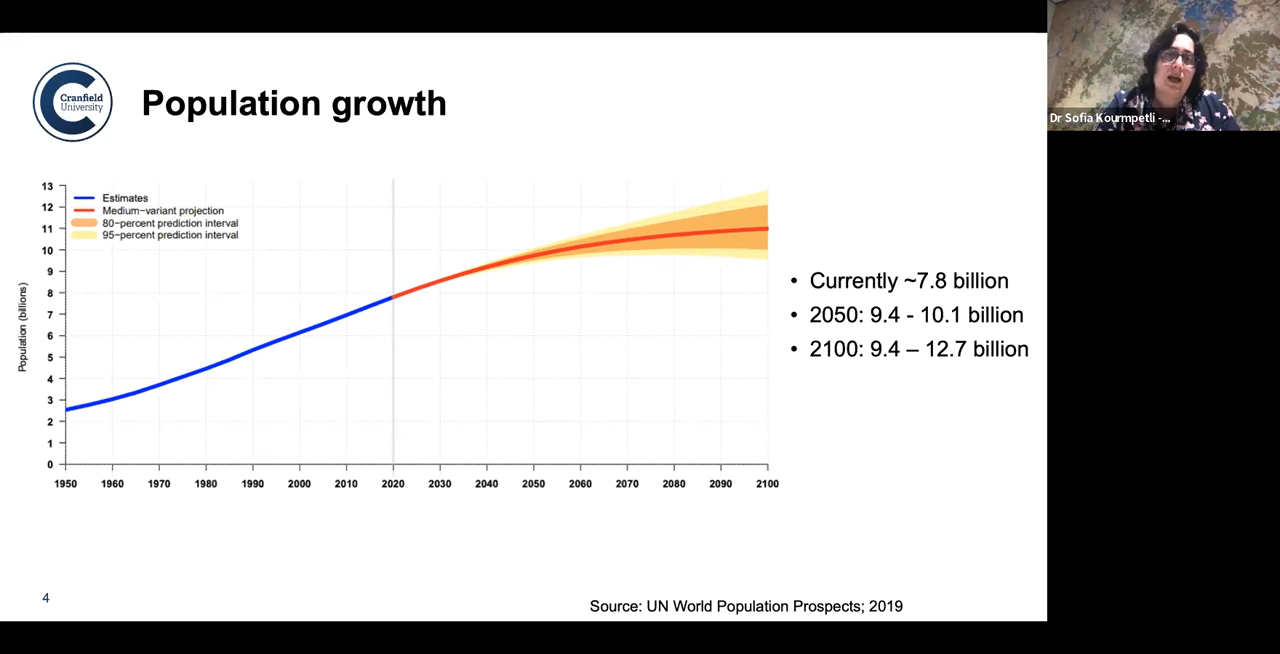 Cranfield
University
Population growth
Dr Sofia Kourmpetli -...
13
12
11
10
9
8
7
6
5
4
3
2
1
0
Population (billions)
Estimates
Medium−variant projection
80−percent prediction interval
95−percent prediction interval
1950 1960 1970 1980 1990 2000 2010 2020 2030 2040 2050 2060 2070 2080 2090 2100
• Currently ~7.8 billion
• 2050: 9.4 - 10.1 billion
• 2100: 9.4 – 12.7 billion
4
Source: UN World Population Prospects; 2019